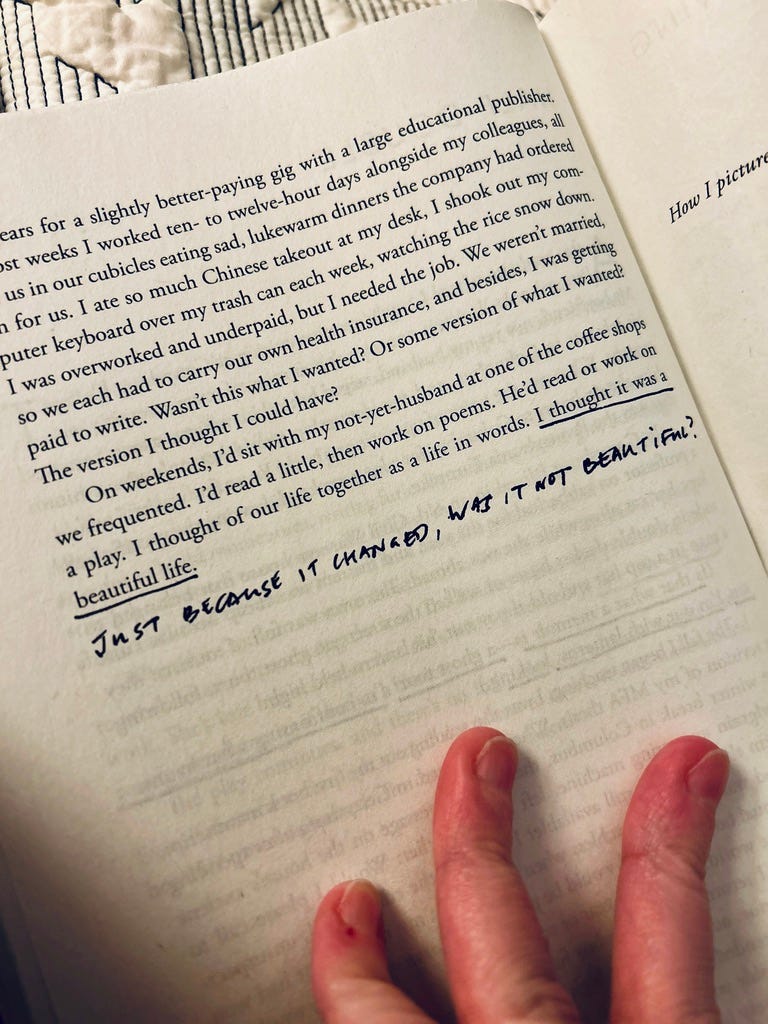 ears for a slightly better-paying gig with a large educational publisher.
ost weeks I worked ten- to twelve-hour days alongside my colleagues, all
us in our cubicles eating sad, lukewarm dinners the company had ordered
n for us. I ate so much Chinese takeout at my desk, I shook out my com-
puter keyboard over my trash can each week, watching the rice snow down.
I was overworked and underpaid, but I needed the job. We weren't married,
so we each had to carry our own health insurance, and besides, I was getting
paid to write. Wasn't this what I wanted? Or some version of what I wanted?
The version I thought I could have?
On weekends, I'd sit with my not-yet-husband at one of the coffee shops
we frequented. I'd read a little, then work on poems. He'd read or work on
a play. I thought of our life together as a life in words. I thought it was a
beautiful life.
JUST BECAUSE IT CHANGED, WAS IT NOT BEAUTIFUL?
How I picture